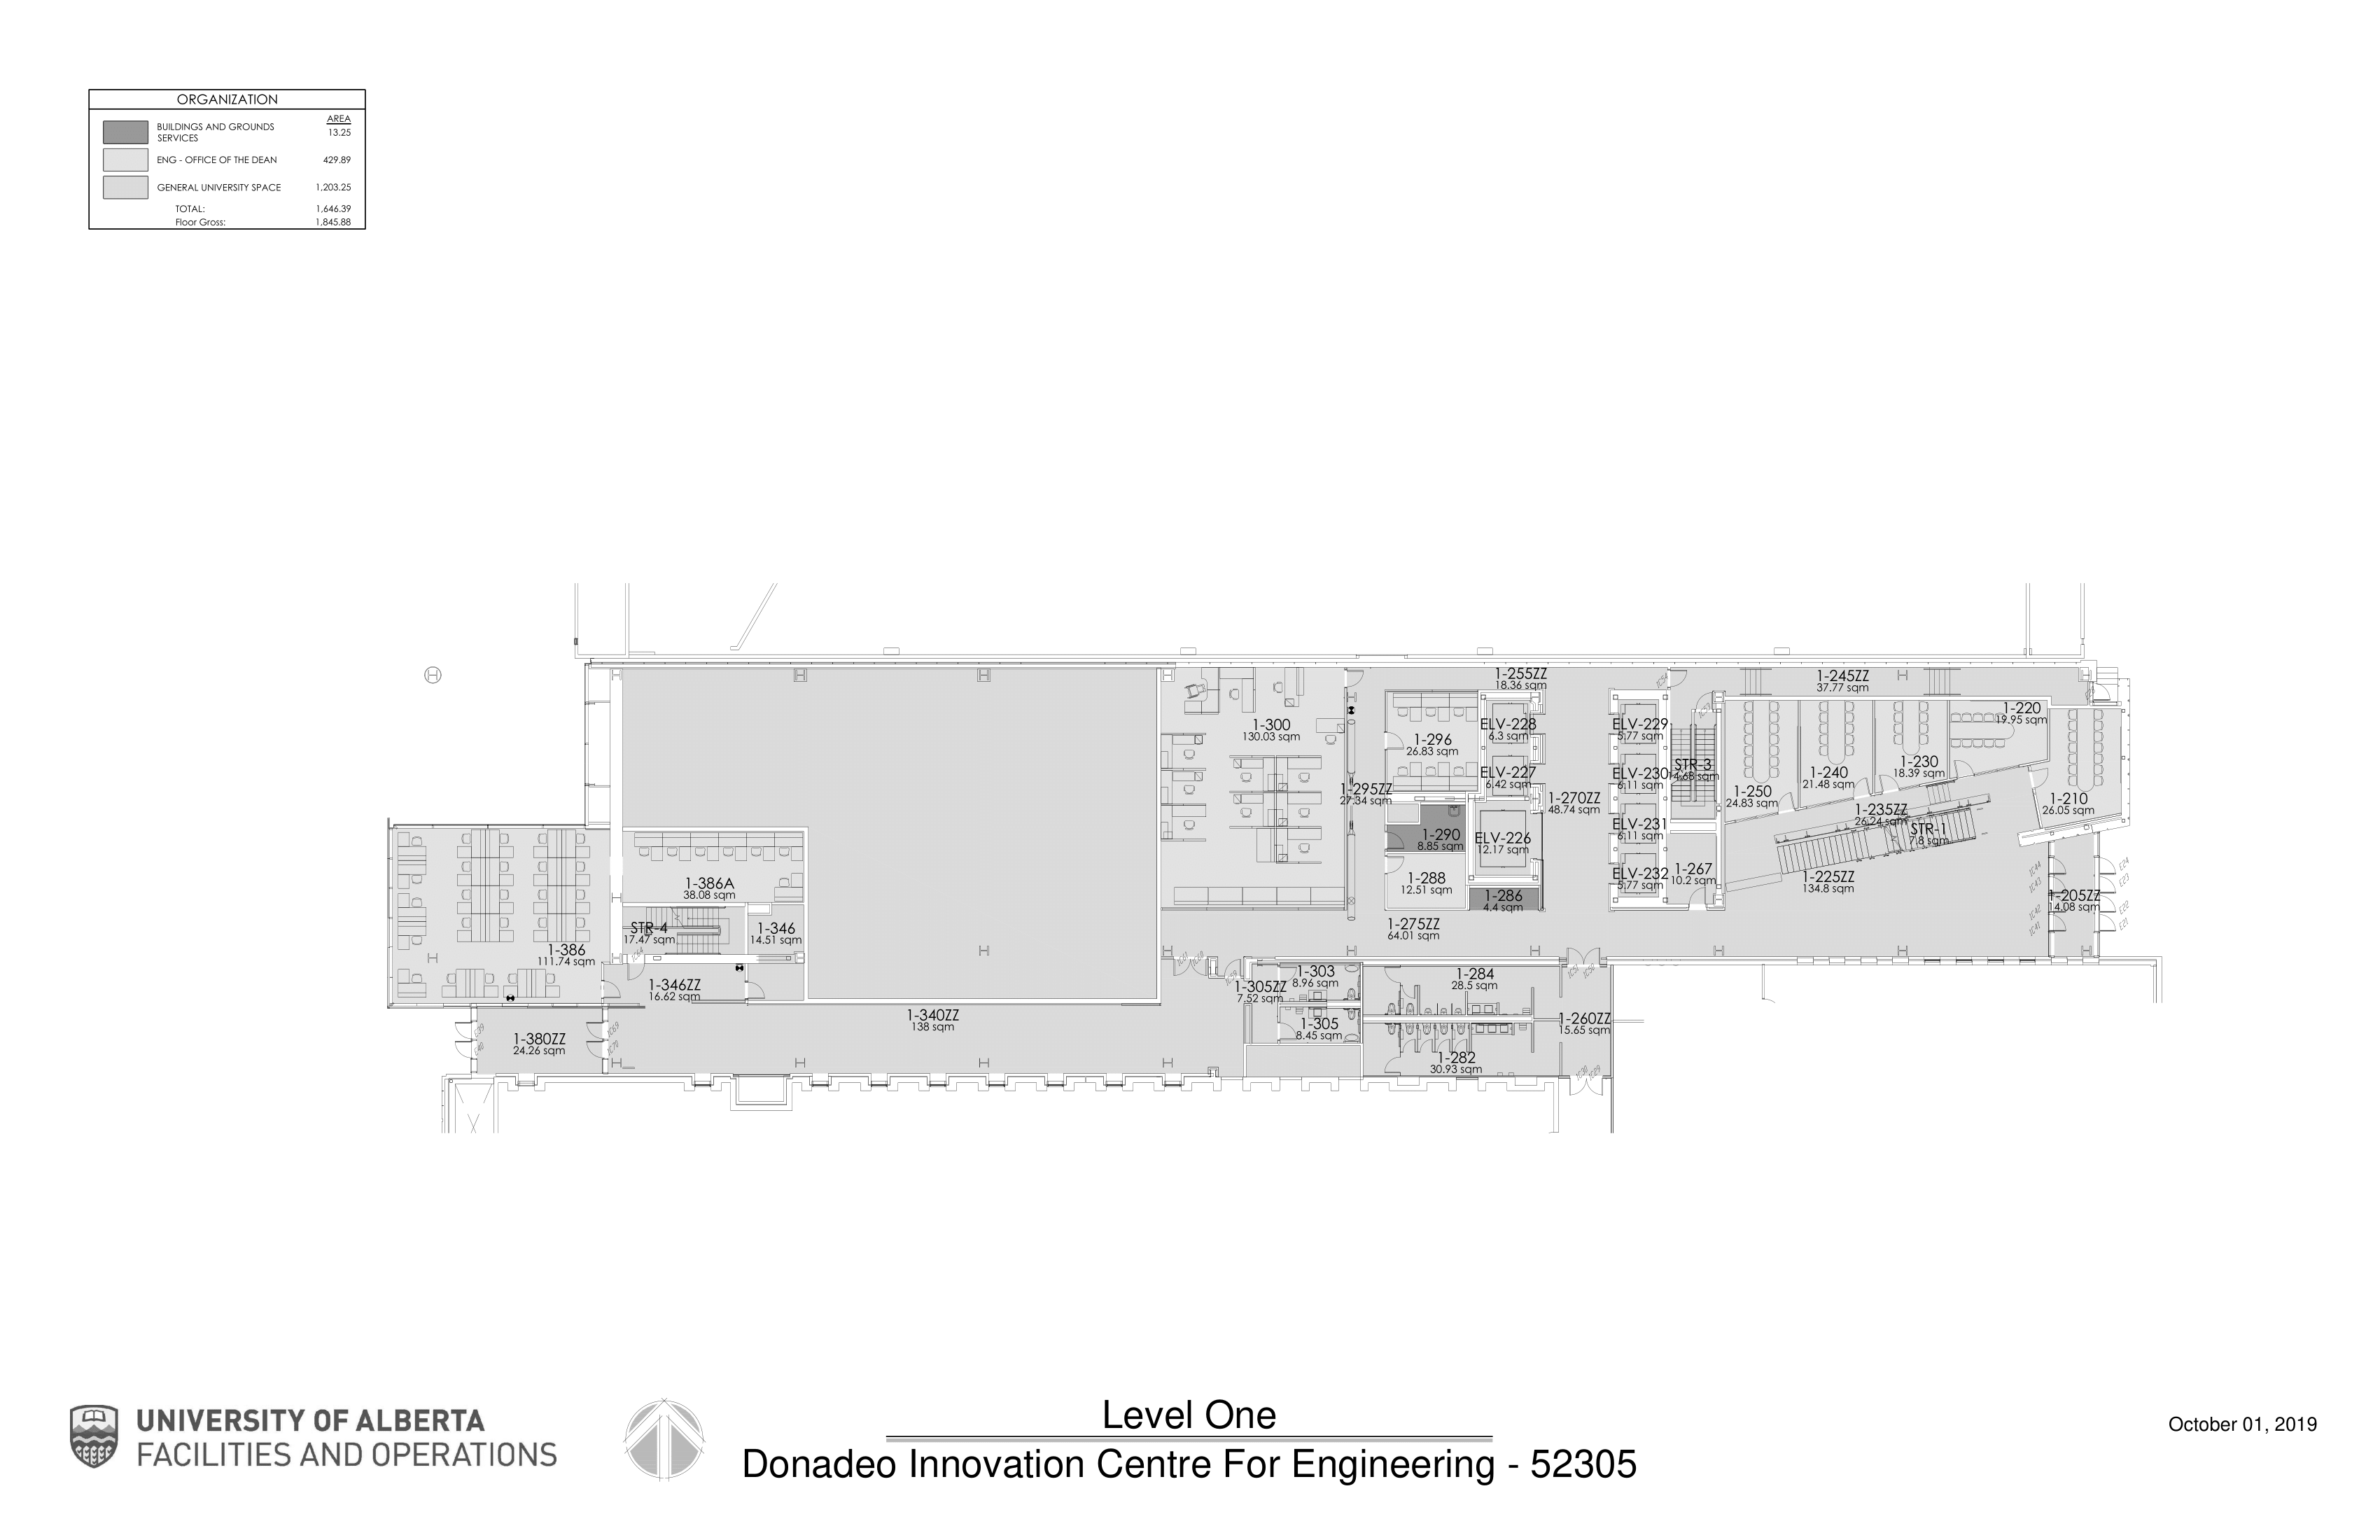 ORGANIZATION
AREA
BUILDINGS AND GROUNDS SERVICES 13.25
ENG - OFFICE OF THE DEAN 429.89
GENERAL UNIVERSITY SPACE 1,203.25
TOTAL: 1,646.39
Floor Gross: 1,845.88
1-255ZZ
18.36 sqm
1-245ZZ
37.77 sqm
1-300
130.03 sqm
1-296
26.83 sqm
ELV-228
6.3 sqm
ELV-229
5.77 sqm
1-220
19.95 sqm
ELV-227
6.42 sqm
ELV-230
6.11 sqm
STR-3
14.68 sqm
1-240
21.48 sqm
1-230
18.39 sqm
1-295ZZ
27.34 sqm
1-270ZZ
48.74 sqm
1-250
24.83 sqm
1-235ZZ
26.24 sqm
1-210
26.05 sqm
1-290
8.85 sqm
ELV-226
12.17 sqm
ELV-231
6.11 sqm
STR-1
7.8 sqm
1-386A
38.08 sqm
1-288
12.51 sqm
ELV-232
5.77 sqm
1-267
10.2 sqm
1-225ZZ
134.8 sqm
1-286
4.4 sqm
1-205ZZ
14.08 sqm
STR-4
17.47 sqm
1-346
14.51 sqm
1-275ZZ
64.01 sqm
1-386
111.74 sqm
1-346ZZ
16.62 sqm
1-305ZZ
7.52 sqm
1-303
8.96 sqm
1-284
28.5 sqm
1-340ZZ
138 sqm
1-305
8.45 sqm
1-260ZZ
15.65 sqm
1-380ZZ
24.26 sqm
1-282
30.93 sqm
E24
E23
E22
E21
1C44
1C43
1C42
1C41
UNIVERSITY OF ALBERTA
FACILITIES AND OPERATIONS
Level One
Donadeo Innovation Centre For Engineering - 52305
October 01, 2019